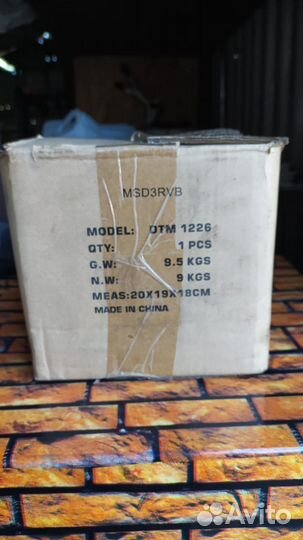 MSD3RVB
MODEL: DTM 1226
QTY: 1 PCS
G.W: 9.5 KGS
N.W: 9 KGS
MEAS:20X19X18CM
MADE IN CHINA
Avito